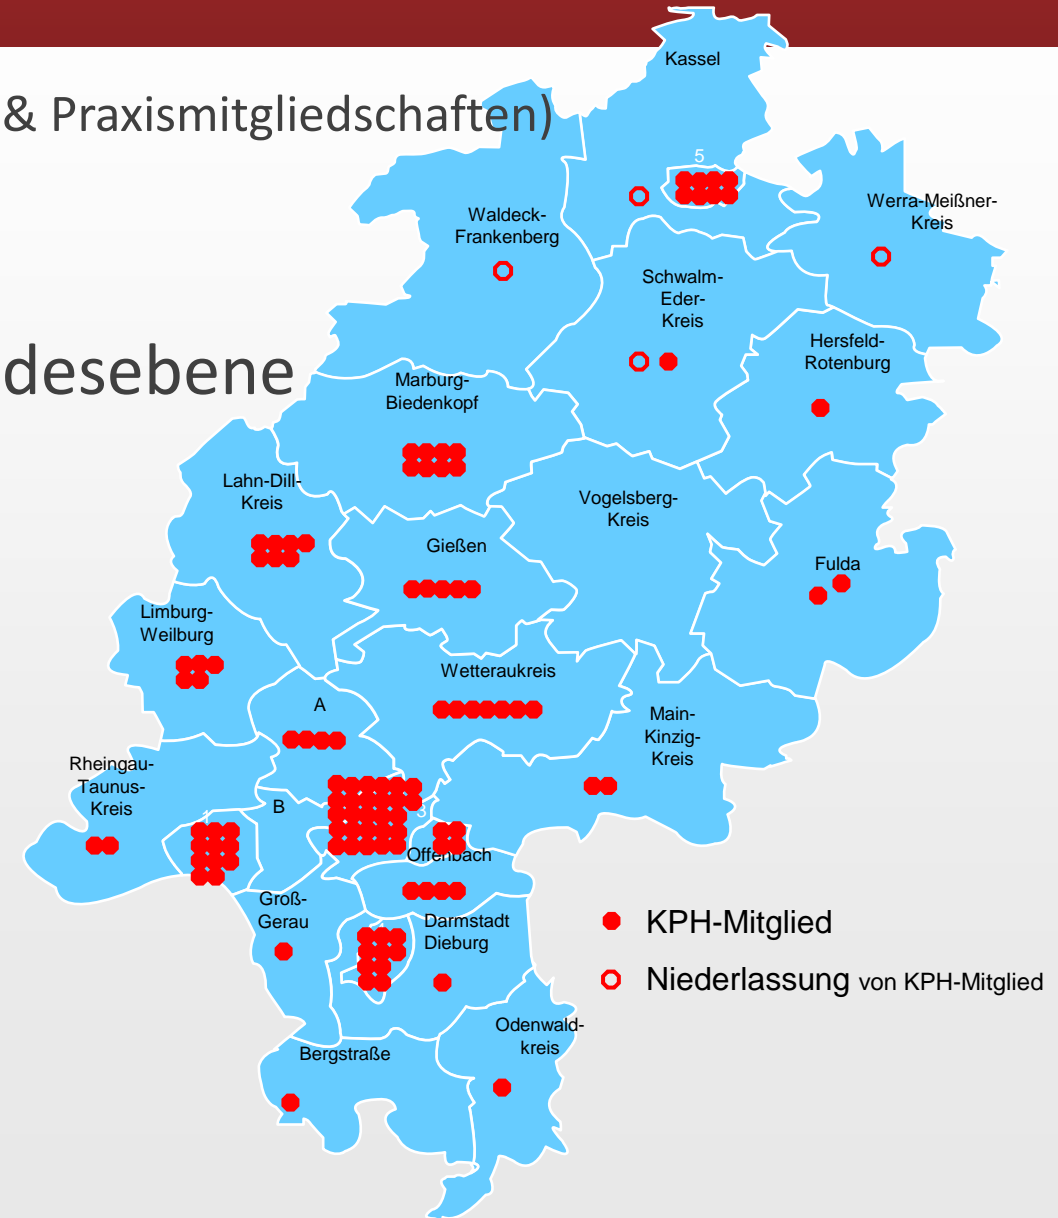 Kassel
& Praxismitgliedschaften)
5
Werra-Meißner-
Kreis
Waldeck-
Frankenberg
Schwalm-
Eder-
Kreis
Hersfeld-
Rotenburg
desebene
Marburg-
Biedenkopf
Lahn-Dill-
Kreis
Vogelsberg-
Kreis
Gießen
Fulda
Limburg-
Weilburg
Wetteraukreis
A
Main-
Kinzig-
Kreis
Rheingau-
Taunus-
Kreis
B
1
3
Offenbach
Groß-
Gerau
Darmstadt
Dieburg
KPH-Mitglied
Niederlassung von KPH-Mitglied
Odenwald-
kreis
Bergstraße